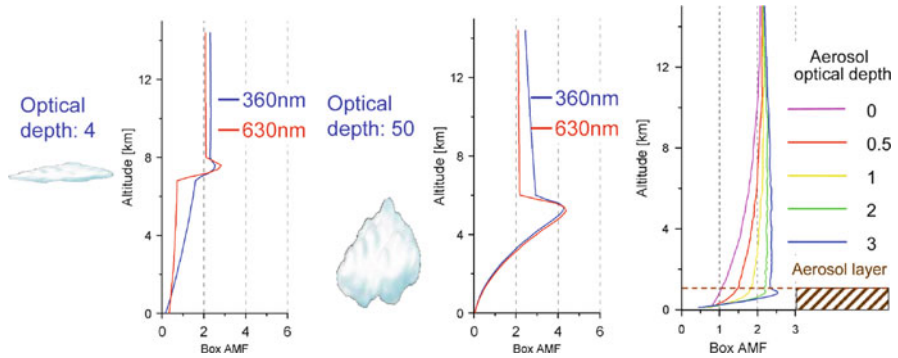 Optical
depth: 4
Altitude [km]
12
8
4
0
0 2 4 6
Box AMF
360nm
630nm
Optical
depth: 50
Altitude [km]
12
8
4
0
0 2 4 6
Box AMF
360nm
630nm
Altitude [km]
12
8
4
0
0 1 2 3
Box AMF
Aerosol
optical depth
0
0.5
1
2
3
Aerosol layer